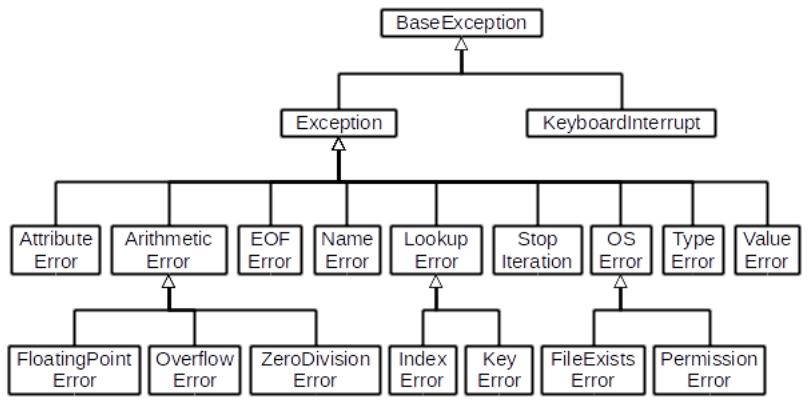 BaseException
Exception
KeyboardInterrupt
Attribute
Error
Arithmetic
Error
EOF
Error
Name
Error
Lookup
Error
Stop
Iteration
OS
Error
Type
Error
Value
Error
FloatingPoint
Error
Overflow
Error
ZeroDivision
Error
Index
Error
Key
Error
FileExists
Error
Permission
Error